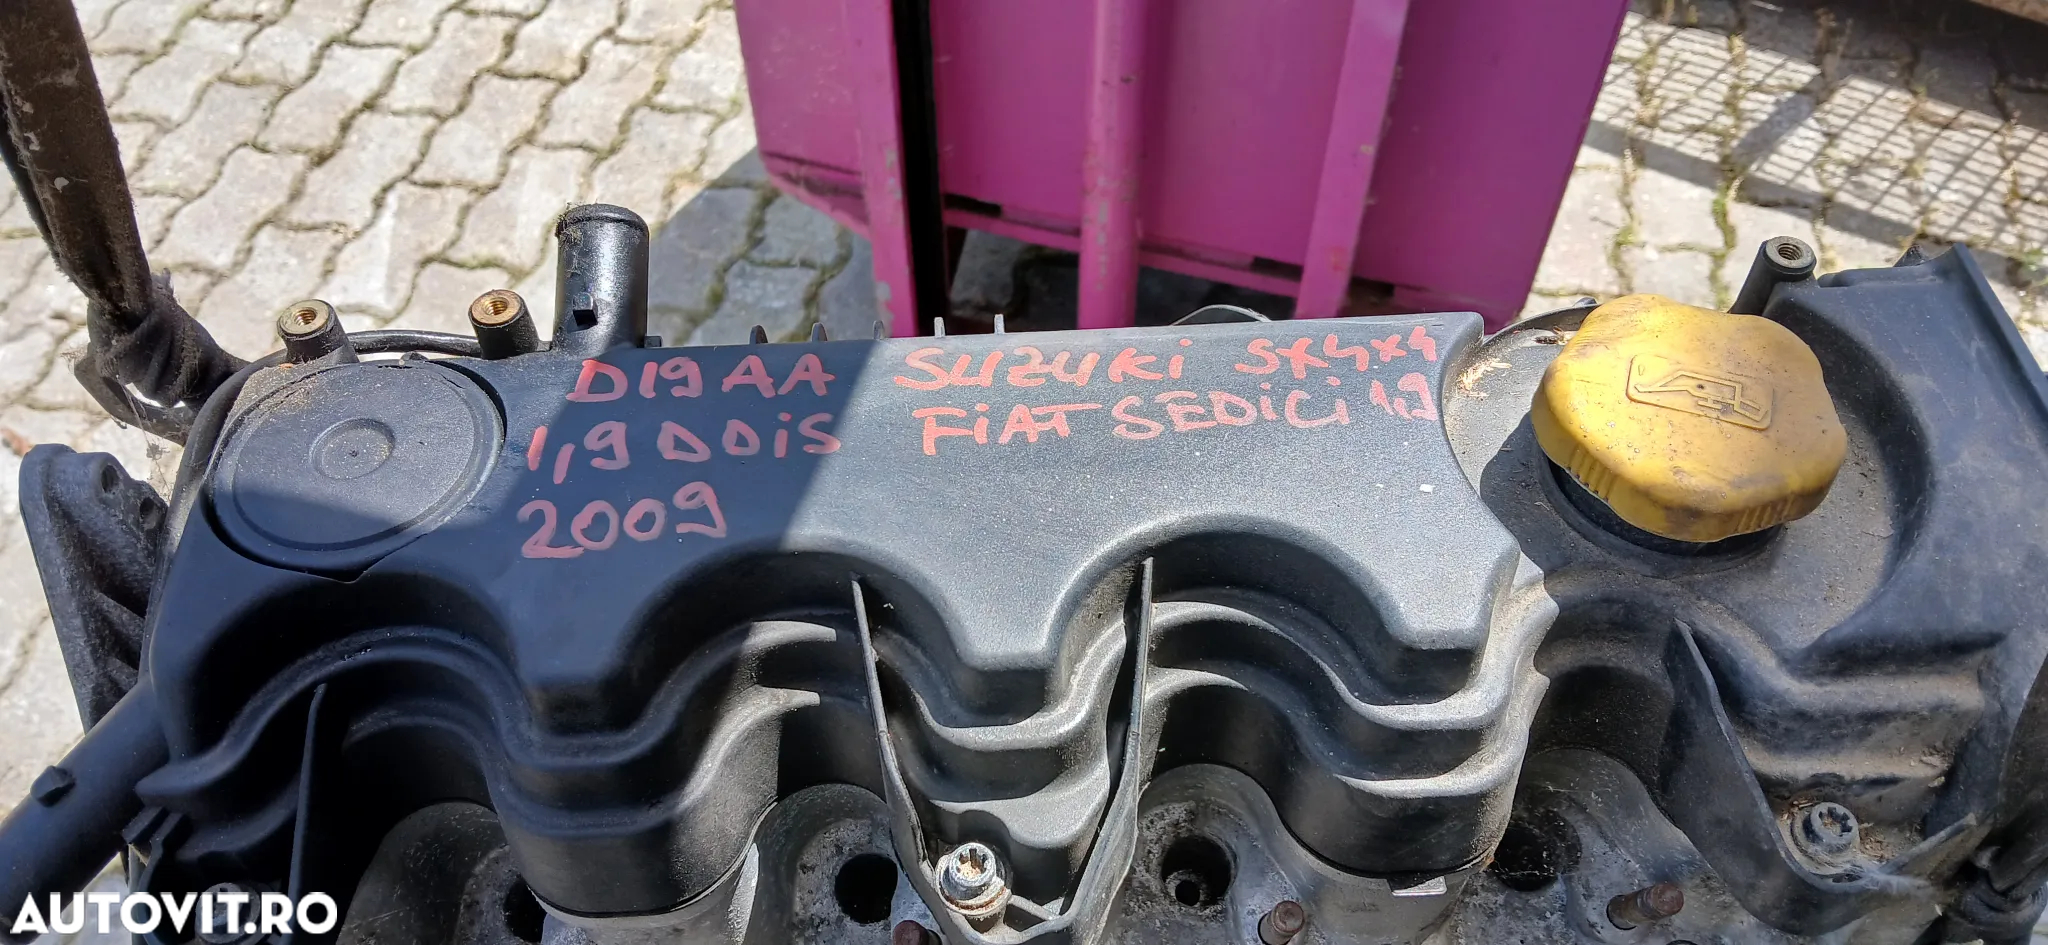 D19AA SUZUKi SX4x4
1,9 DDiS FiAT SEDiCi 1,9
2009
AUTOVIT.RO